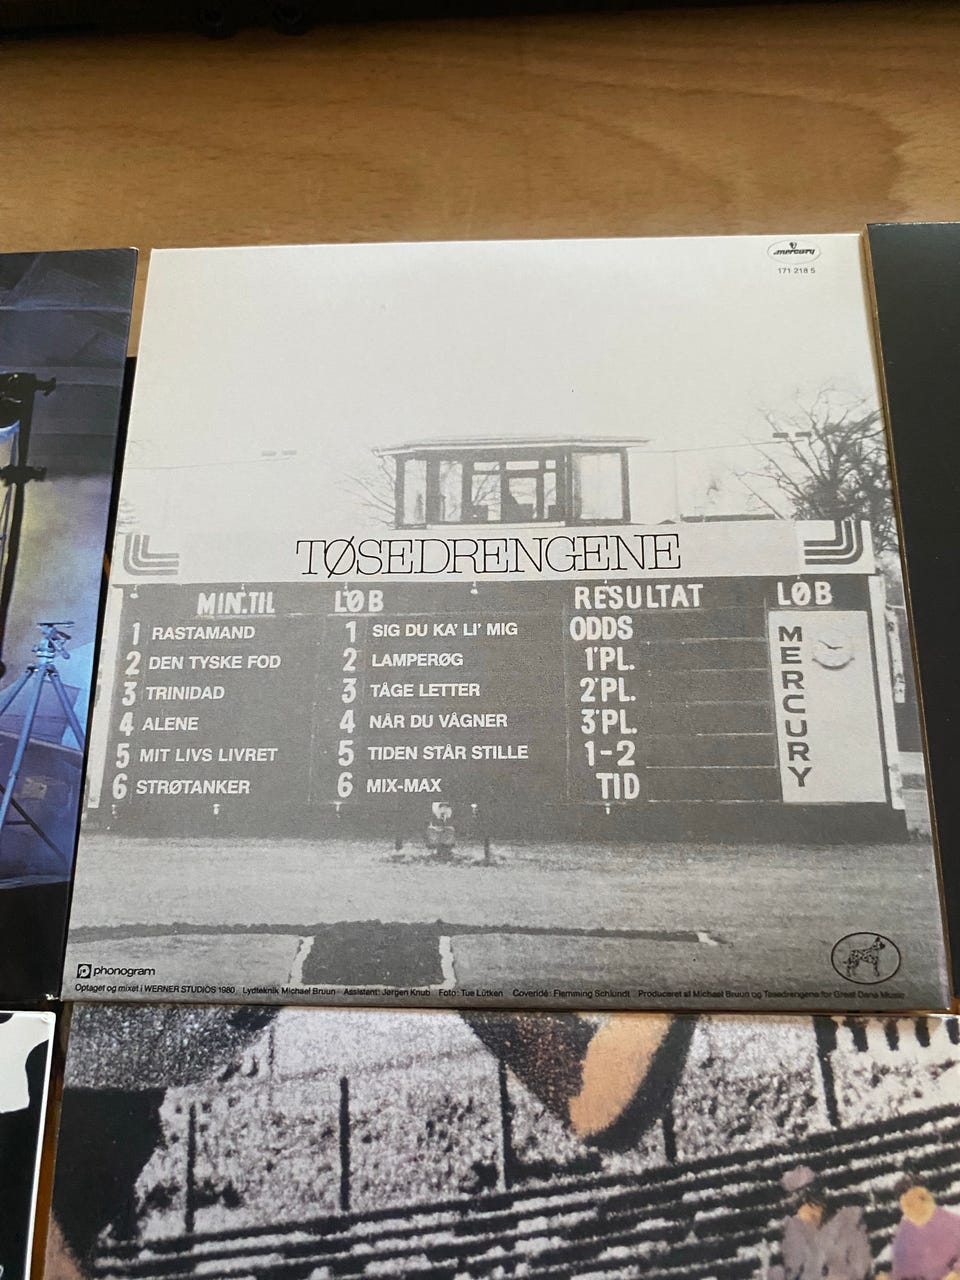 mercury
171 218 5
TØSEDRENGENE
MIN.TIL LØB RESULTAT LØB
1 RASTAMAND 1 SIG DU KA' LI' MIG ODDS
2 DEN TYSKE FOD 2 LAMPERØG 1'PL.
3 TRINIDAD 3 TÅGE LETTER 2'PL.
4 ALENE 4 NÅR DU VÅGNER 3'PL.
5 MIT LIVS LIVRET 5 TIDEN STÅR STILLE 1-2
6 STRØTANKER 6 MIX-MAX TID
MERCURY
phonogram
Optaget og mixet i WERNER STUDIOS 1980 Lydteknik Michael Bruun Assistent: Jørgen Knub Foto: Tue Lütken Coveridé: Flemming Schlundt Produceret af Michael Bruun og Tøsedrengene for Great Dane Music